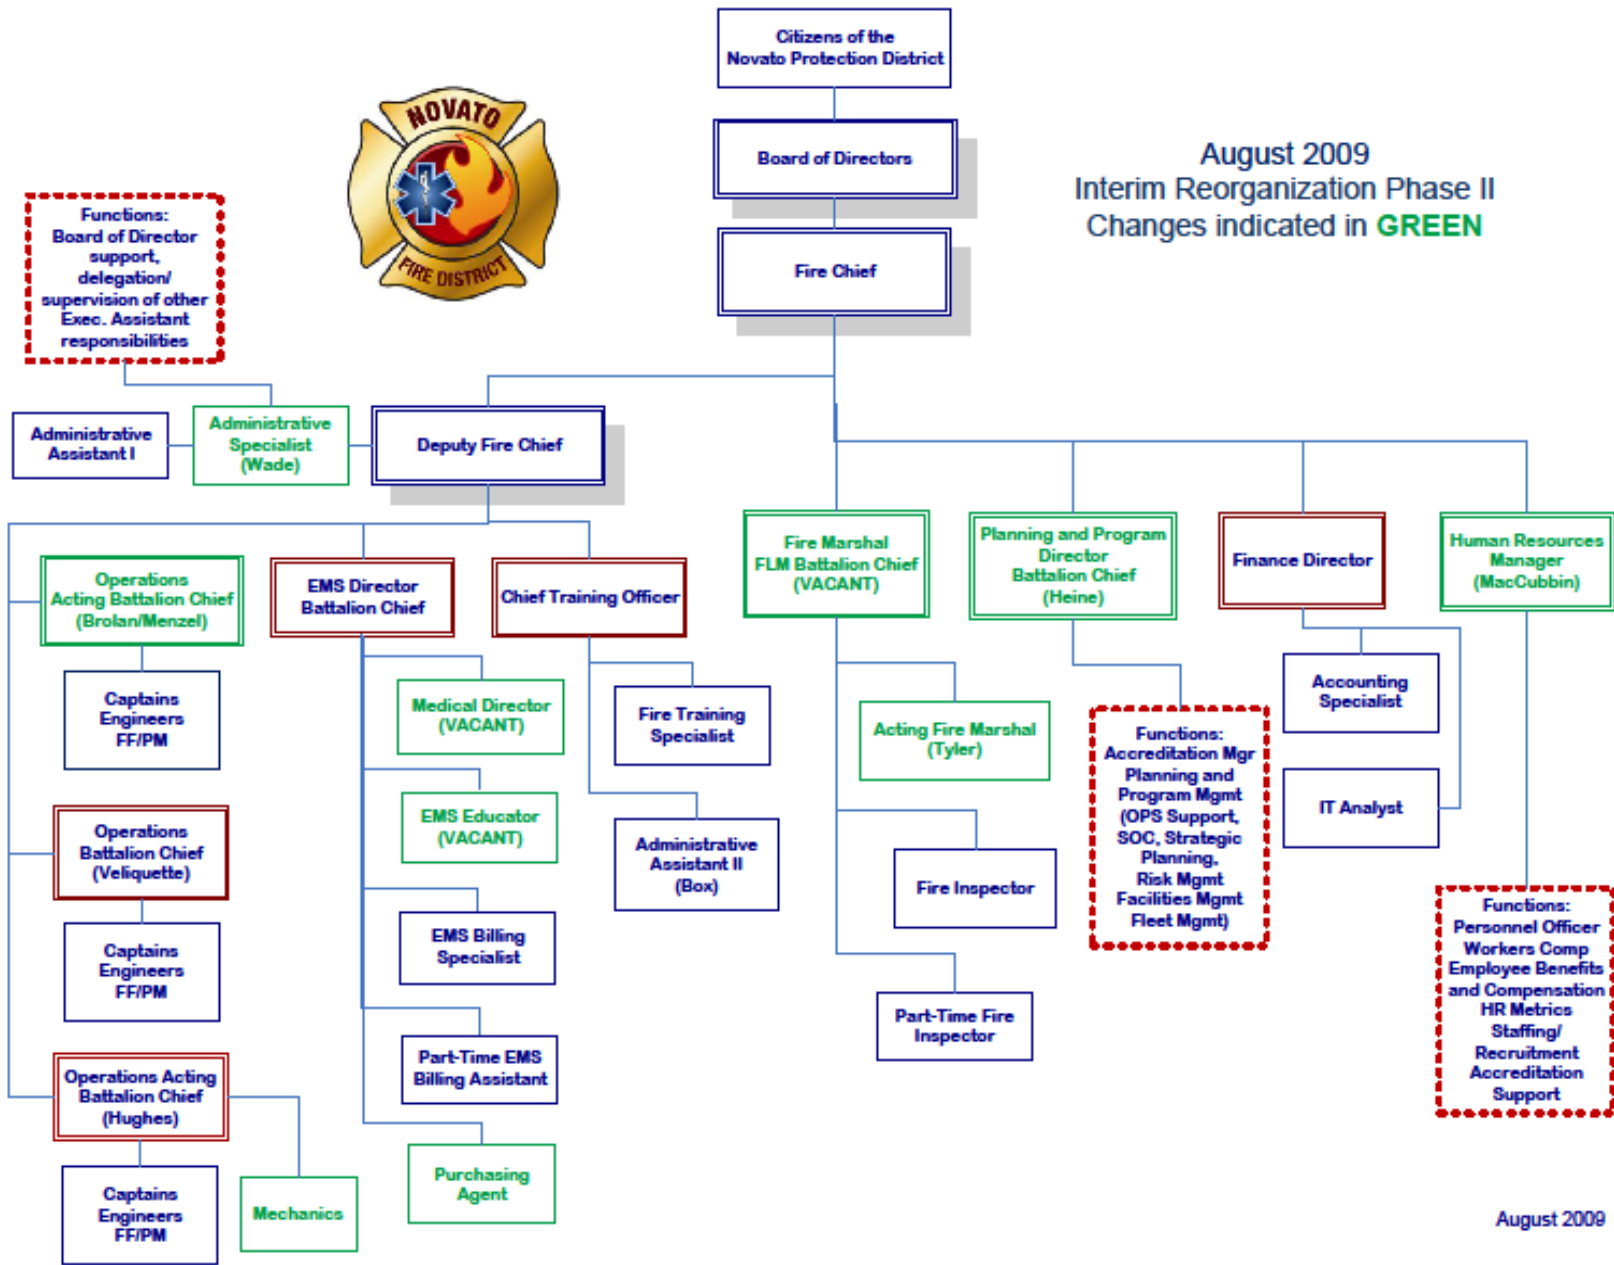 Citizens of the
Novato Protection District
NOVATO
FIRE DISTRICT
Board of Directors
August 2009
Interim Reorganization Phase II
Changes indicated in GREEN
Functions:
Board of Director
support,
delegation/
supervision of other
Exec. Assistant
responsibilities
Fire Chief
Administrative
Assistant I
Administrative
Specialist
(Wade)
Deputy Fire Chief
Operations
Acting Battalion Chief
(Brolan/Menzel)
EMS Director
Battalion Chief
Chief Training Officer
Fire Marshal
FLM Battalion Chief
(VACANT)
Planning and Program
Director
Battalion Chief
(Heine)
Finance Director
Human Resources
Manager
(MacCubbin)
Captains
Engineers
FF/PM
Medical Director
(VACANT)
Fire Training
Specialist
Acting Fire Marshal
(Tyler)
Functions:
Accreditation Mgr
Planning and
Program Mgmt
(OPS Support,
SOC, Strategic
Planning,
Risk Mgmt
Facilities Mgmt
Fleet Mgmt)
Accounting
Specialist
IT Analyst
Operations
Battalion Chief
(Veliquette)
EMS Educator
(VACANT)
Administrative
Assistant II
(Box)
Fire Inspector
Functions:
Personnel Officer
Workers Comp
Employee Benefits
and Compensation
HR Metrics
Staffing/
Recruitment
Accreditation
Support
Captains
Engineers
FF/PM
EMS Billing
Specialist
Part-Time Fire
Inspector
Operations Acting
Battalion Chief
(Hughes)
Part-Time EMS
Billing Assistant
Captains
Engineers
FF/PM
Mechanics
Purchasing
Agent
August 2009